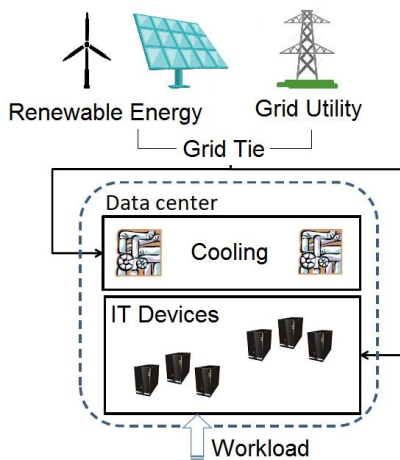 Renewable Energy
Grid Utility
Grid Tie
Data center
Cooling
IT Devices
Workload